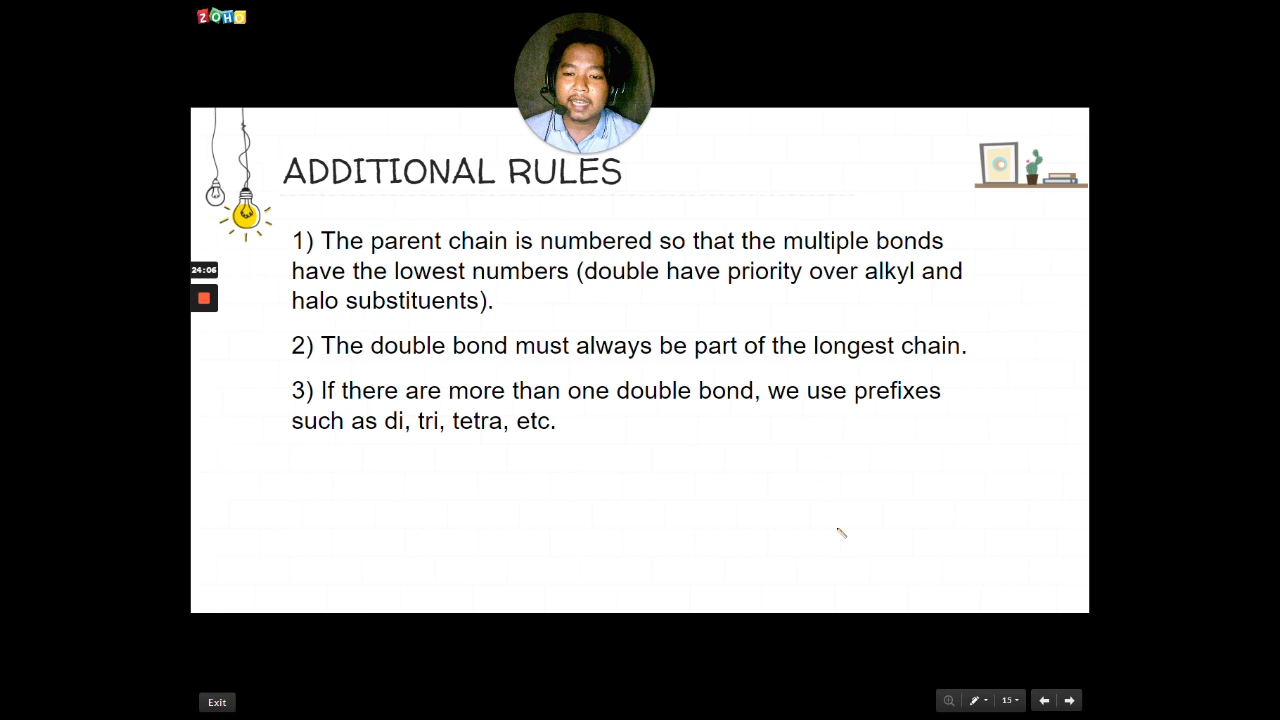 ZOHO
ADDITIONAL RULES
1) The parent chain is numbered so that the multiple bonds
have the lowest numbers (double have priority over alkyl and
halo substituents).
24:06
2) The double bond must always be part of the longest chain.
3) If there are more than one double bond, we use prefixes
such as di, tri, tetra, etc.
Exit
15